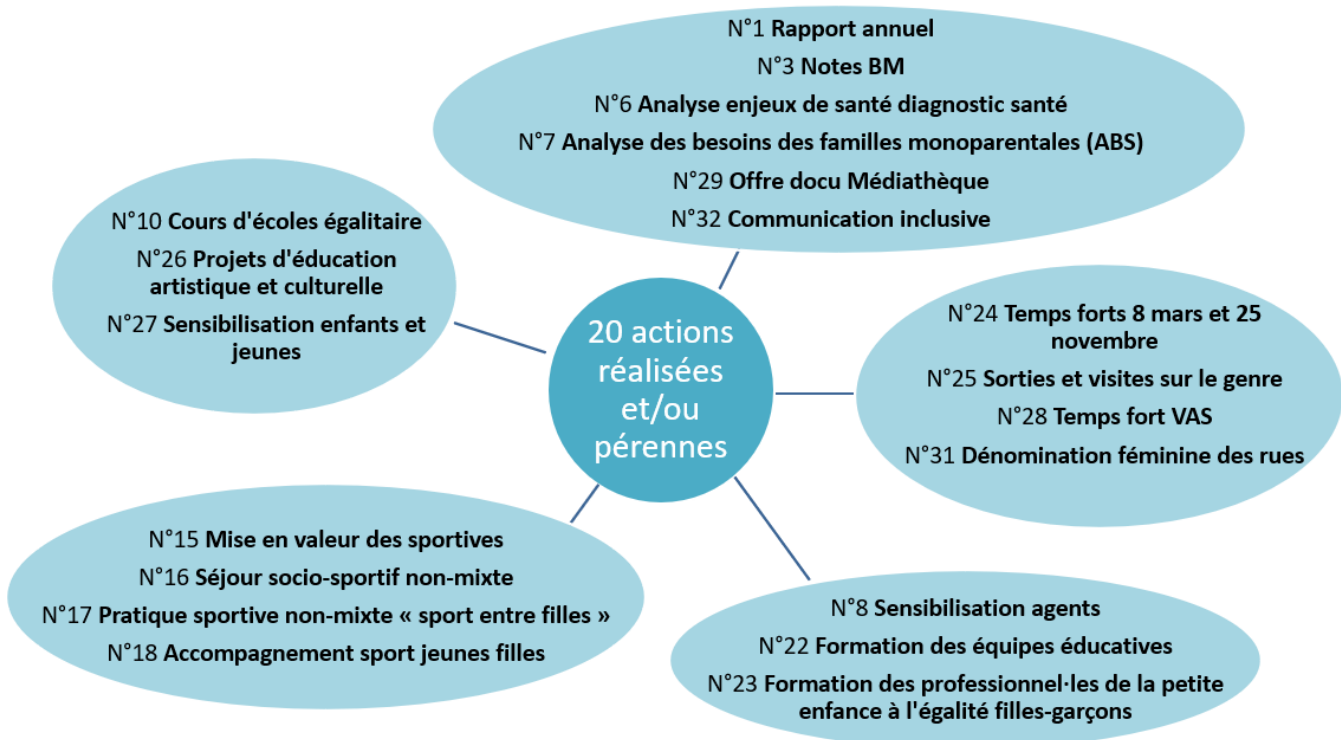 N°1 Rapport annuel
N°3 Notes BM
N°6 Analyse enjeux de santé diagnostic santé
N°7 Analyse des besoins des familles monoparentales (ABS)
N°29 Offre docu Médiathèque
N°32 Communication inclusive
N°10 Cours d'écoles égalitaire
N°26 Projets d'éducation
artistique et culturelle
N°27 Sensibilisation enfants et
jeunes
20 actions
réalisées
et/ou
pérennes
N°24 Temps forts 8 mars et 25
novembre
N°25 Sorties et visites sur le genre
N°28 Temps fort VAS
N°31 Dénomination féminine des rues
N°15 Mise en valeur des sportives
N°16 Séjour socio-sportif non-mixte
N°17 Pratique sportive non-mixte « sport entre filles »
N°18 Accompagnement sport jeunes filles
N°8 Sensibilisation agents
N°22 Formation des équipes éducatives
N°23 Formation des professionnel·les de la petite
enfance à l'égalité filles-garçons